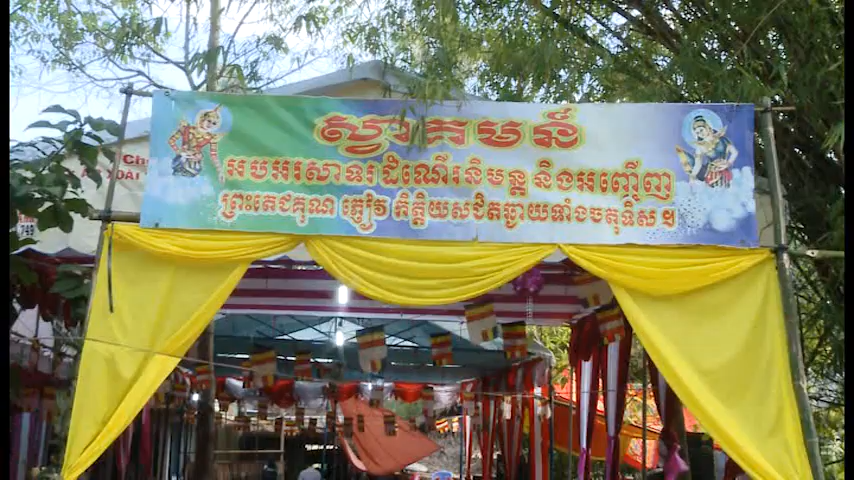 ស្វាគមន៍
អបអរសាទរដំណើរនិមន្ត និងអញ្ជើញ
ព្រះតេជគុណ ភ្ញៀវ កិត្តិយសជិតឆ្ងាយទាំងចតុទិស ។